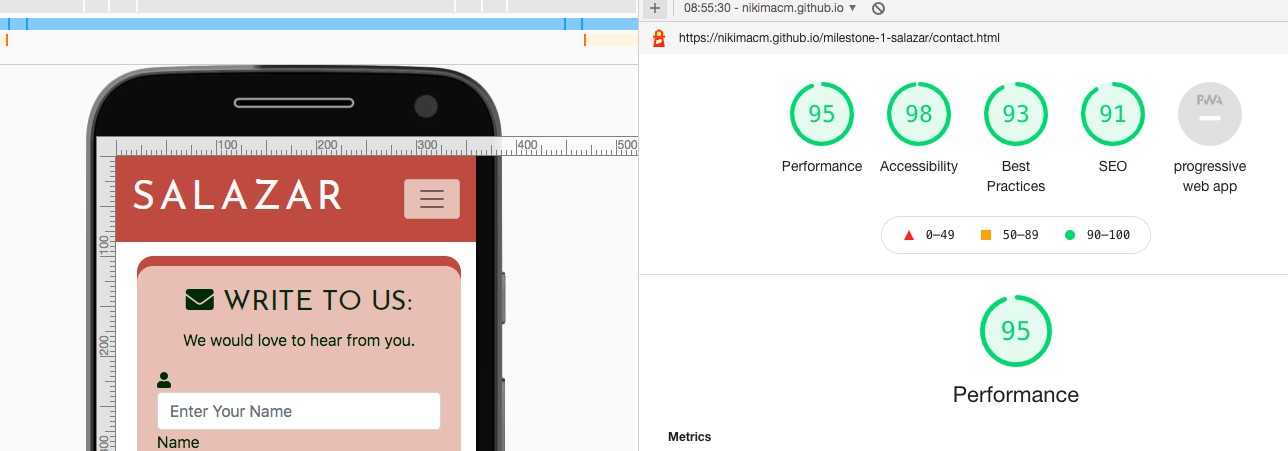 08:55:30 - nikimacm.github.io
https://nikimacm.github.io/milestone-1-salazar/contact.html
100 200 300 400 500
100
200
300
SALAZAR
WRITE TO US:
We would love to hear from you.
Enter Your Name
Name
95 98 93 91 PWA
Performance Accessibility Best Practices SEO progressive web app
0–49 50–89 90–100
95
Performance
Metrics